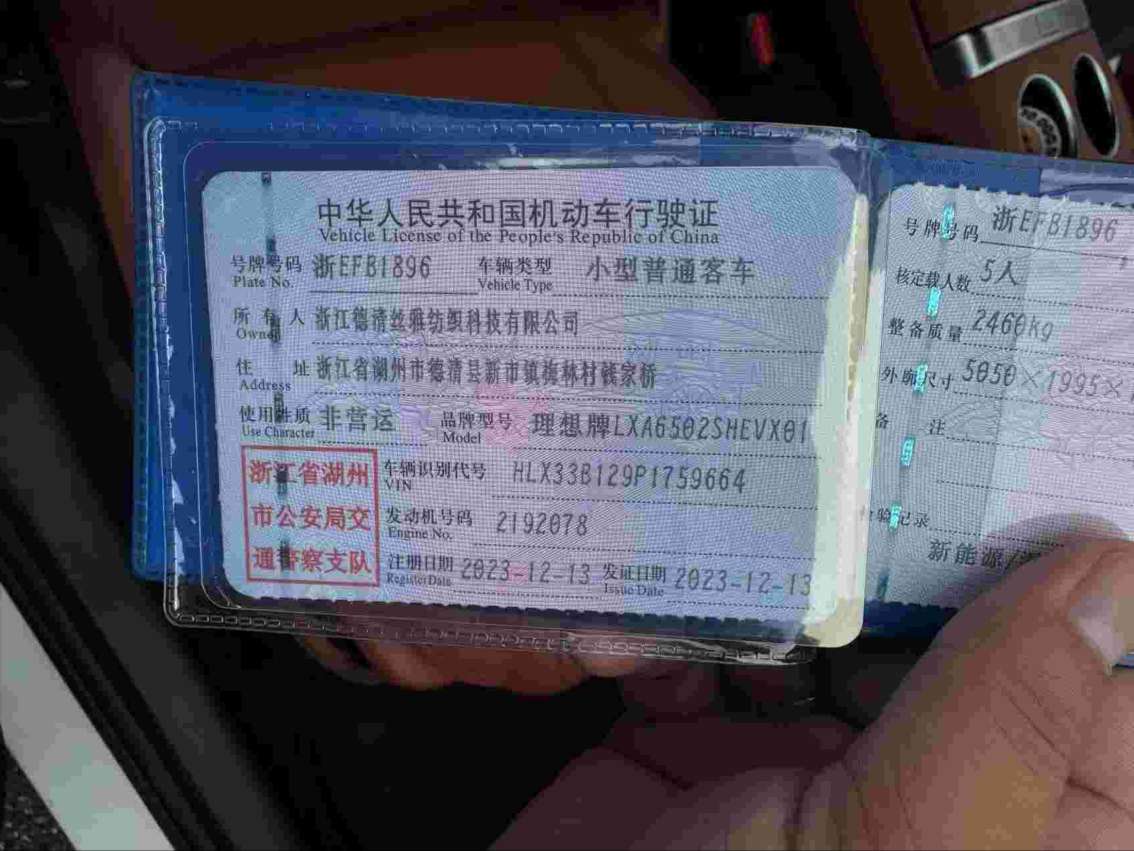 中华人民共和国机动车行驶证
Vehicle License of the People's Republic of China
号牌号码 浙EFB1896 车辆类型 小型普通客车
Plate No. Vehicle Type
所有人 浙江德清丝雅纺织科技有限公司
Owner
住址 浙江省湖州市德清县新市镇梅林村钱家桥
Address
使用性质 非营运 品牌型号 理想牌LXA6502SHEVX01
Use Character Model
浙江省湖州
市公安局交
通警察支队
车辆识别代号 HLX33B129P1759664
VIN
发动机号码 2192078
Engine No.
注册日期 2023-12-13 发证日期 2023-12-13
Register Date Issue Date
号牌号码 浙EFB1896
核定载人数 5人
整备质量 2460kg
外廓尺寸 5050×1995×
备注
检验记录
新能源/